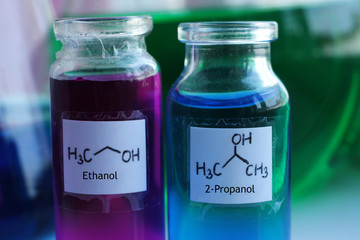 H₃C OH
Ethanol
OH
H₃C CH₃
2-Propanol